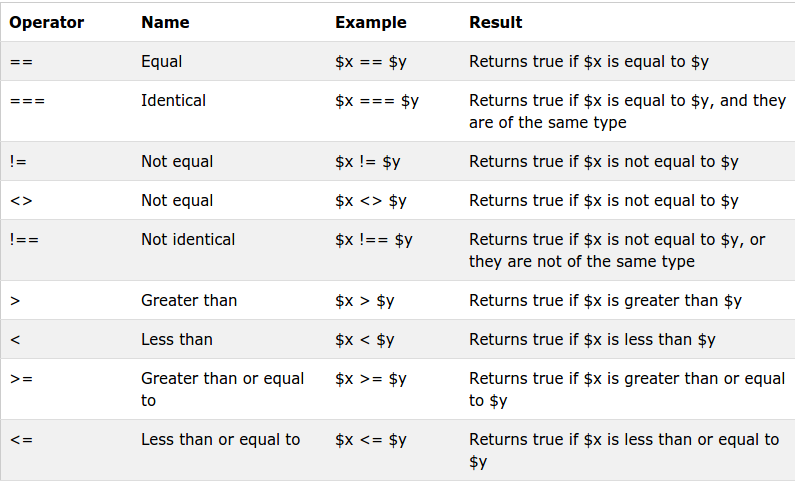 Operator Name Example Result
== Equal $x == $y Returns true if $x is equal to $y
=== Identical $x === $y Returns true if $x is equal to $y, and they
are of the same type
!= Not equal $x != $y Returns true if $x is not equal to $y
<> Not equal $x <> $y Returns true if $x is not equal to $y
!== Not identical $x !== $y Returns true if $x is not equal to $y, or
they are not of the same type
> Greater than $x > $y Returns true if $x is greater than $y
< Less than $x < $y Returns true if $x is less than $y
>= Greater than or equal $x >= $y Returns true if $x is greater than or equal
to to $y
<= Less than or equal to $x <= $y Returns true if $x is less than or equal to
$y